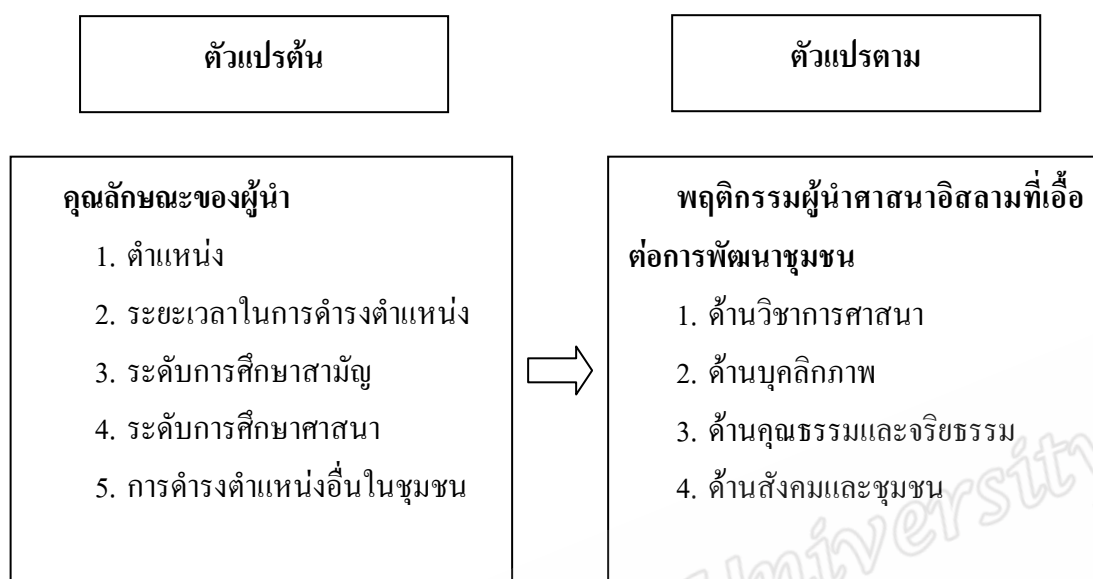 ตัวแปรต้น
ตัวแปรตาม
คุณลักษณะของผู้นำ
1. ตำแหน่ง
2. ระยะเวลาในการดำรงตำแหน่ง
3. ระดับการศึกษาสามัญ
4. ระดับการศึกษาศาสนา
5. การดำรงตำแหน่งอื่นในชุมชน
พฤติกรรมผู้นำศาสนาอิสลามที่เอื้อ
ต่อการพัฒนาชุมชน
1. ด้านวิชาการศาสนา
2. ด้านบุคลิกภาพ
3. ด้านคุณธรรมและจริยธรรม
4. ด้านสังคมและชุมชน
University